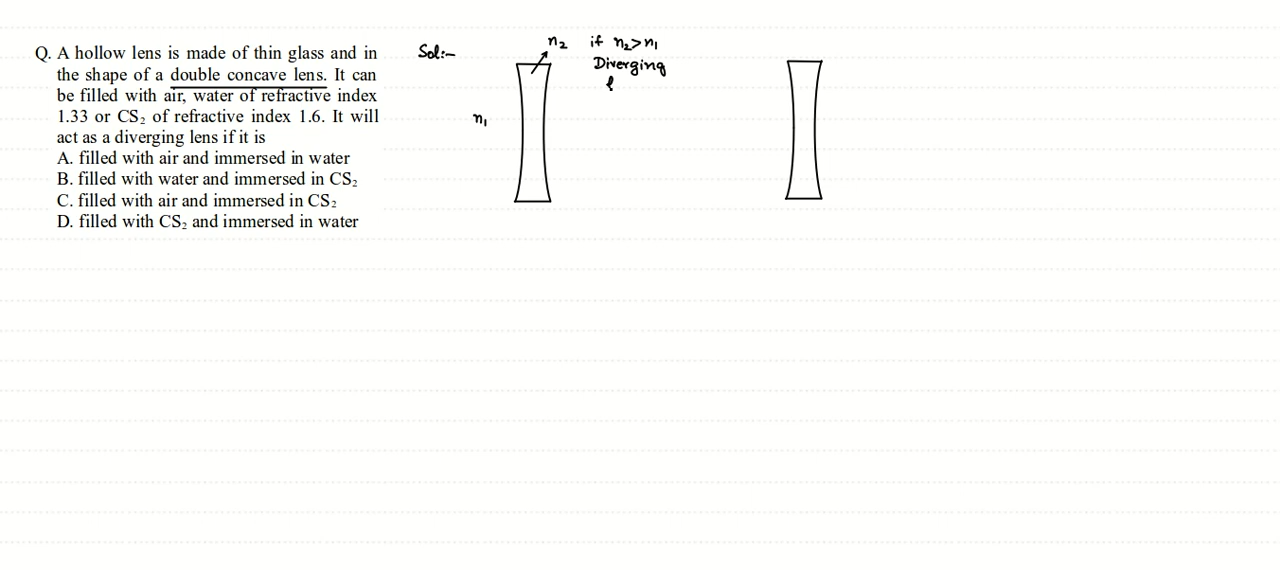 Q. A hollow lens is made of thin glass and in
the shape of a double concave lens. It can
be filled with air, water of refractive index
1.33 or CS₂ of refractive index 1.6. It will
act as a diverging lens if it is
A. filled with air and immersed in water
B. filled with water and immersed in CS₂
C. filled with air and immersed in CS₂
D. filled with CS₂ and immersed in water
Sol:-
n₂ if n₂>n₁
Diverging
n₁